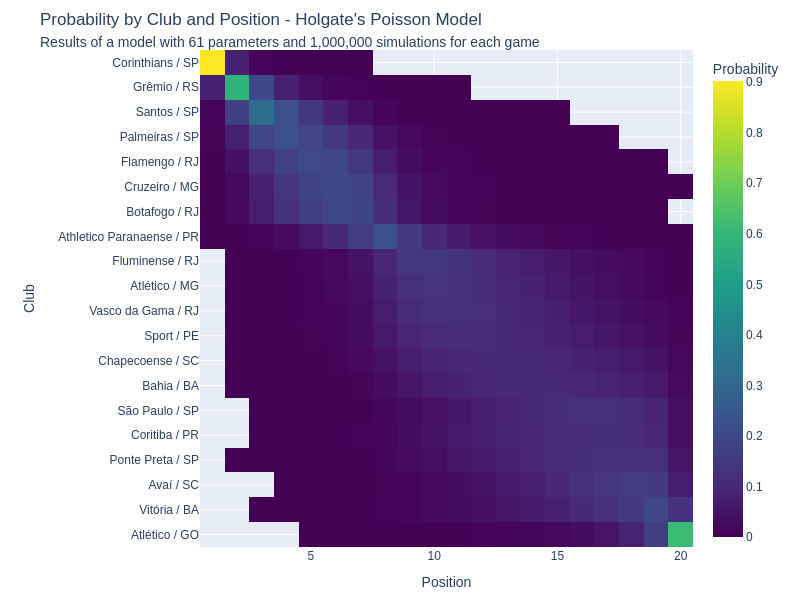 Probability by Club and Position - Holgate's Poisson Model
Results of a model with 61 parameters and 1,000,000 simulations for each game
Corinthians / SP
Grêmio / RS
Santos / SP
Palmeiras / SP
Flamengo / RJ
Cruzeiro / MG
Botafogo / RJ
Athletico Paranaense / PR
Fluminense / RJ
Atlético / MG
Vasco da Gama / RJ
Sport / PE
Chapecoense / SC
Bahia / BA
São Paulo / SP
Coritiba / PR
Ponte Preta / SP
Avaí / SC
Vitória / BA
Atlético / GO
Club
5
10
15
20
Position
Probability
0.9
0.8
0.7
0.6
0.5
0.4
0.3
0.2
0.1
0